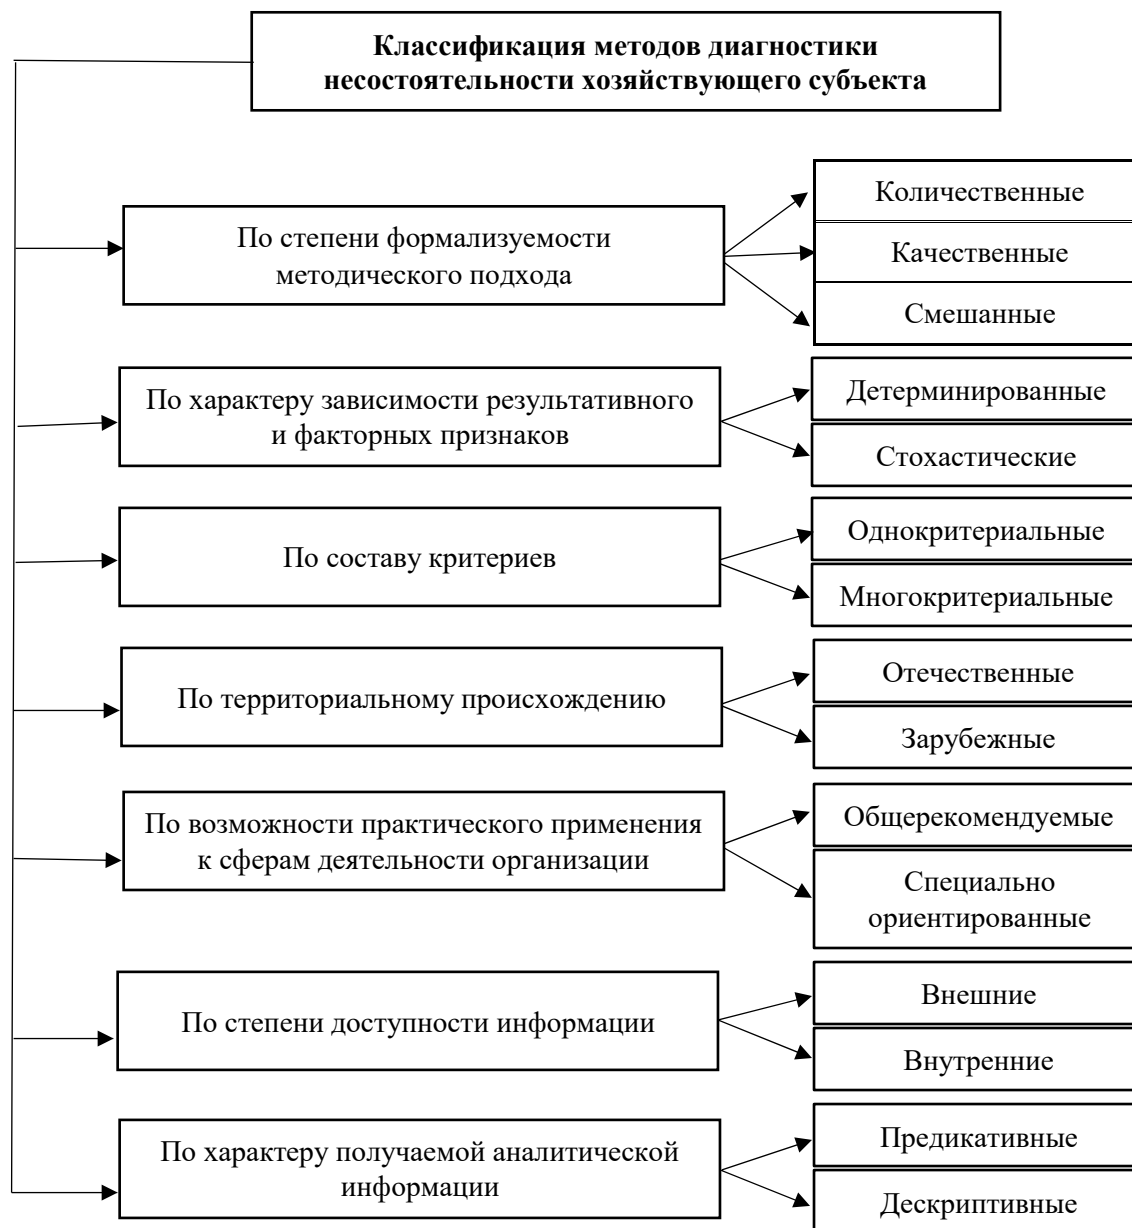 Классификация методов диагностики
несостоятельности хозяйствующего субъекта
По степени формализуемости
методического подхода
Количественные
Качественные
Смешанные
По характеру зависимости результативного
и факторных признаков
Детерминированные
Стохастические
По составу критериев
Однокритериальные
Многокритериальные
По территориальному происхождению
Отечественные
Зарубежные
По возможности практического применения
к сферам деятельности организации
Общерекомендуемые
Специально
ориентированные
По степени доступности информации
Внешние
Внутренние
По характеру получаемой аналитической
информации
Предикативные
Дескриптивные